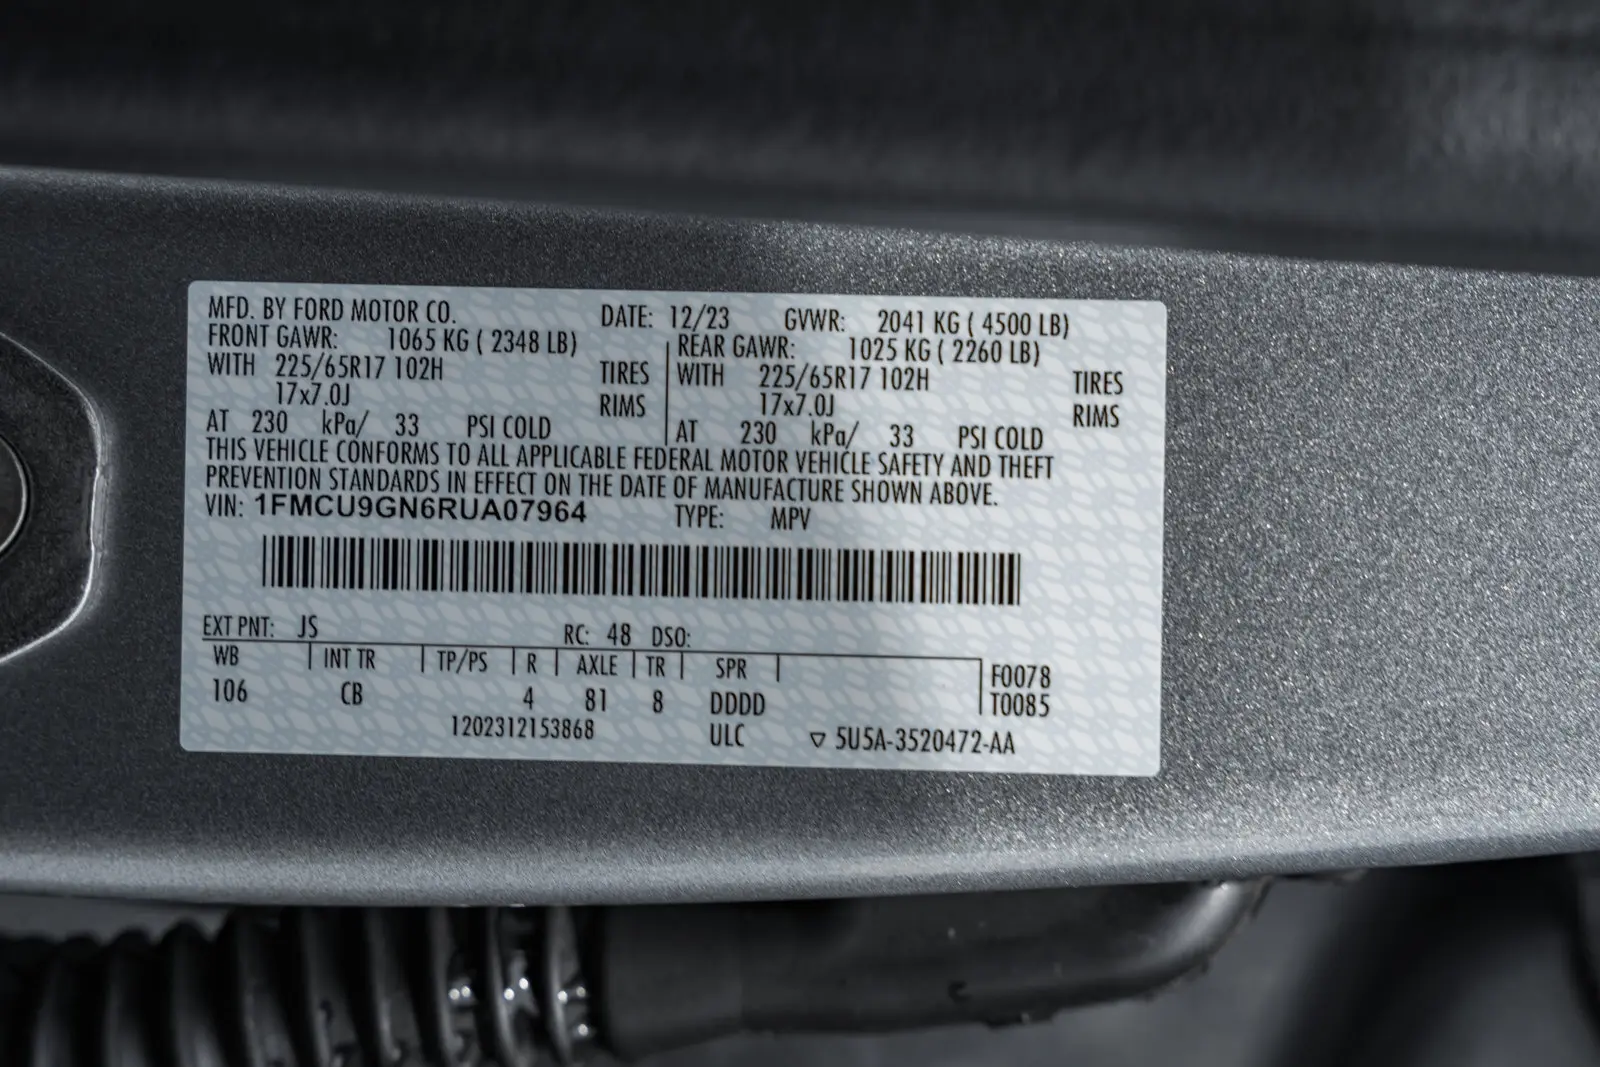 MFD. BY FORD MOTOR CO. DATE: 12/23 GVWR: 2041 KG ( 4500 LB)
FRONT GAWR: 1065 KG ( 2348 LB) REAR GAWR: 1025 KG ( 2260 LB)
WITH 225/65R17 102H TIRES WITH 225/65R17 102H TIRES
17x7.0J RIMS 17x7.0J RIMS
AT 230 kPa/ 33 PSI COLD AT 230 kPa/ 33 PSI COLD
THIS VEHICLE CONFORMS TO ALL APPLICABLE FEDERAL MOTOR VEHICLE SAFETY AND THEFT
PREVENTION STANDARDS IN EFFECT ON THE DATE OF MANUFACTURE SHOWN ABOVE.
VIN: 1FMCU9GN6RUA07964 TYPE: MPV
EXT PNT: JS RC: 48 DSO:
WB INT TR TP/PS R AXLE TR SPR F0078
106 CB 4 81 8 DDDD T0085
1202312153868 ULC ▽ 5U5A-3520472-AA